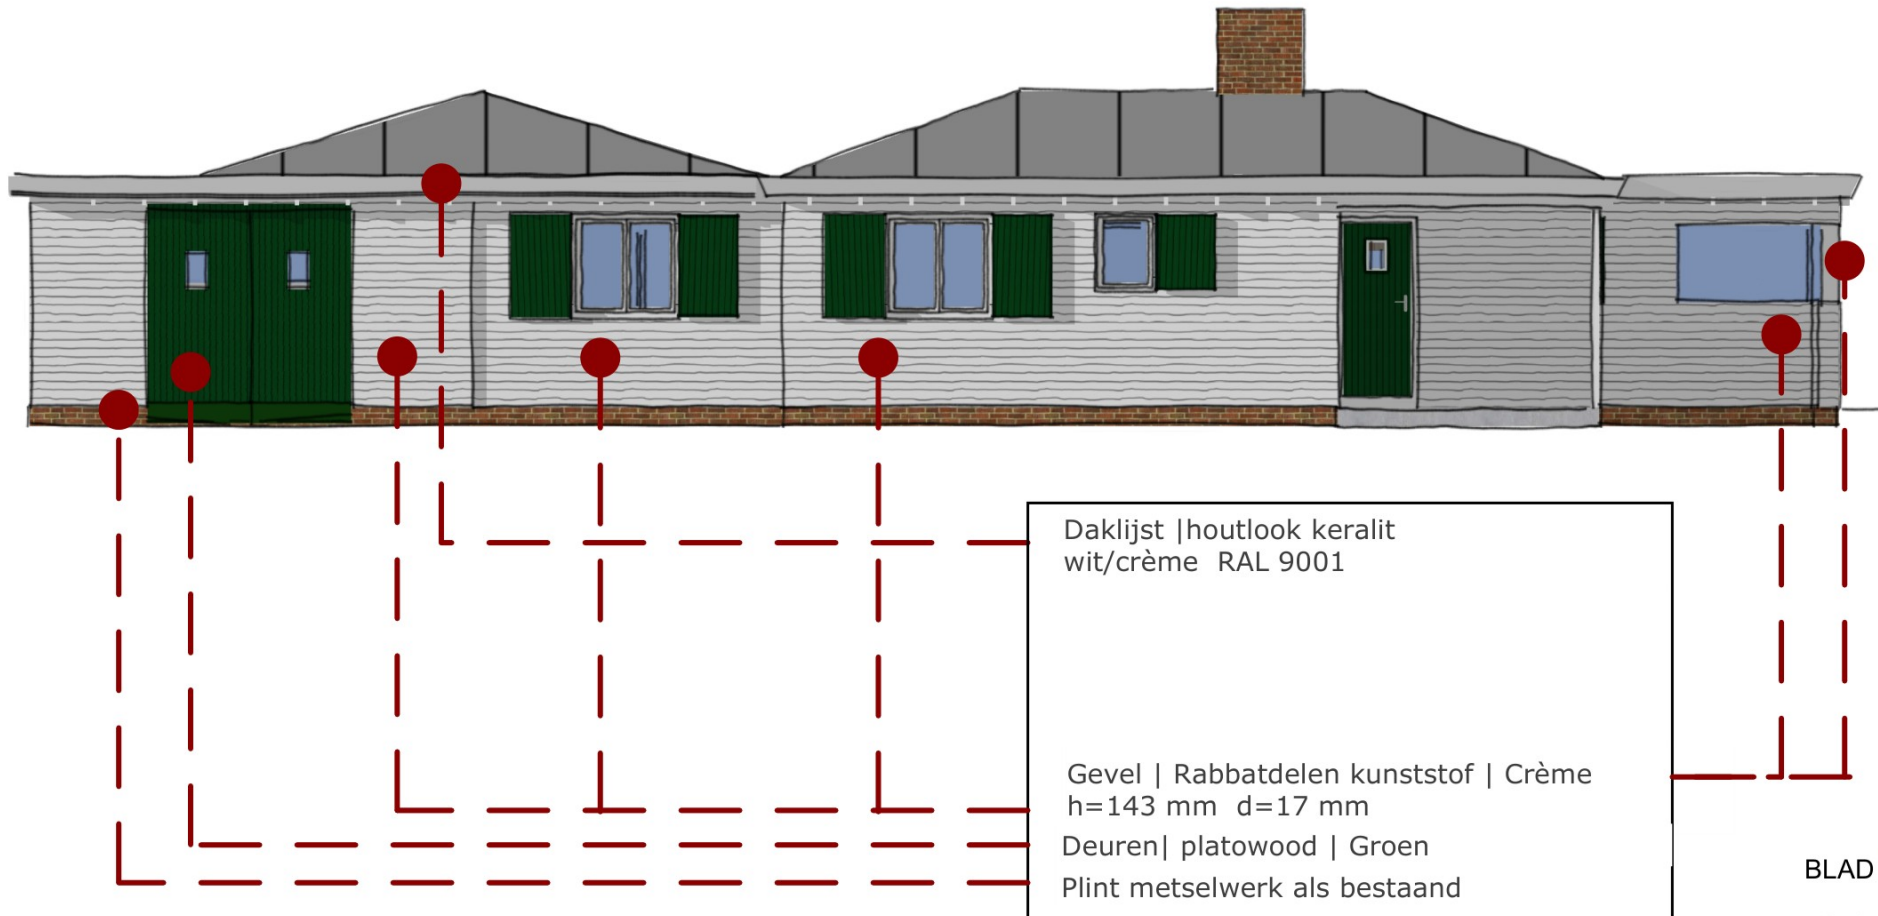 Daklijst |houtlook keralit
wit/crème  RAL 9001
Gevel | Rabbatdelen kunststof | Crème
h=143 mm  d=17 mm
Deuren| platowood | Groen
Plint metselwerk als bestaand
BLAD